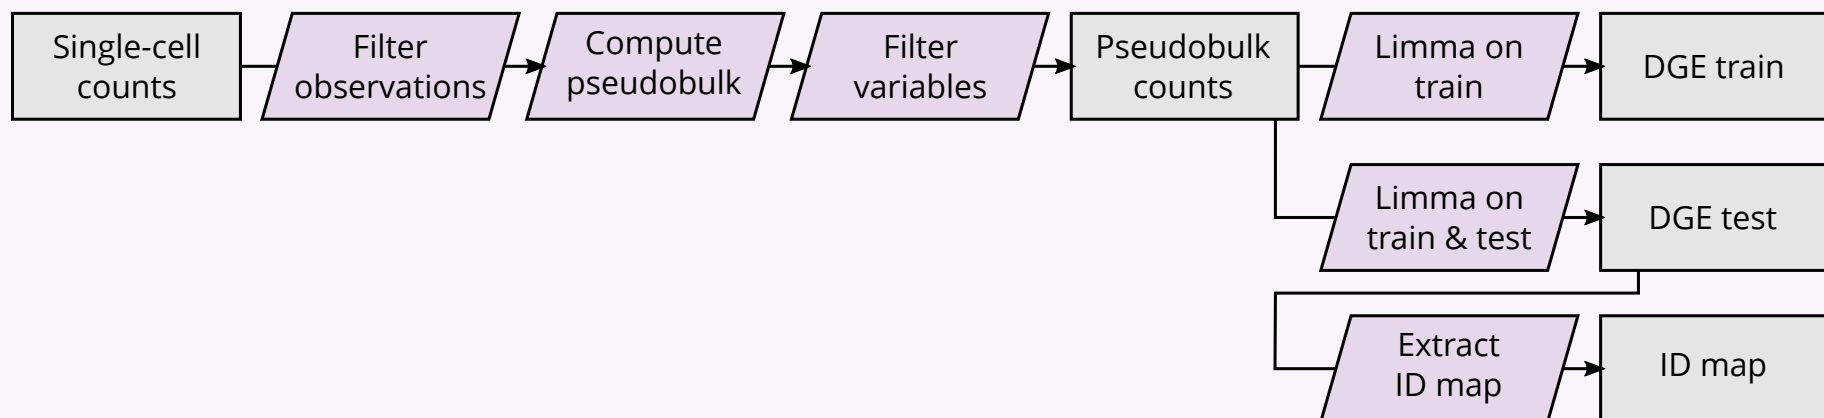 Single-cell
counts
Filter
observations
Compute
pseudobulk
Filter
variables
Pseudobulk
counts
Limma on
train
DGE train
Limma on
train & test
DGE test
Extract
ID map
ID map